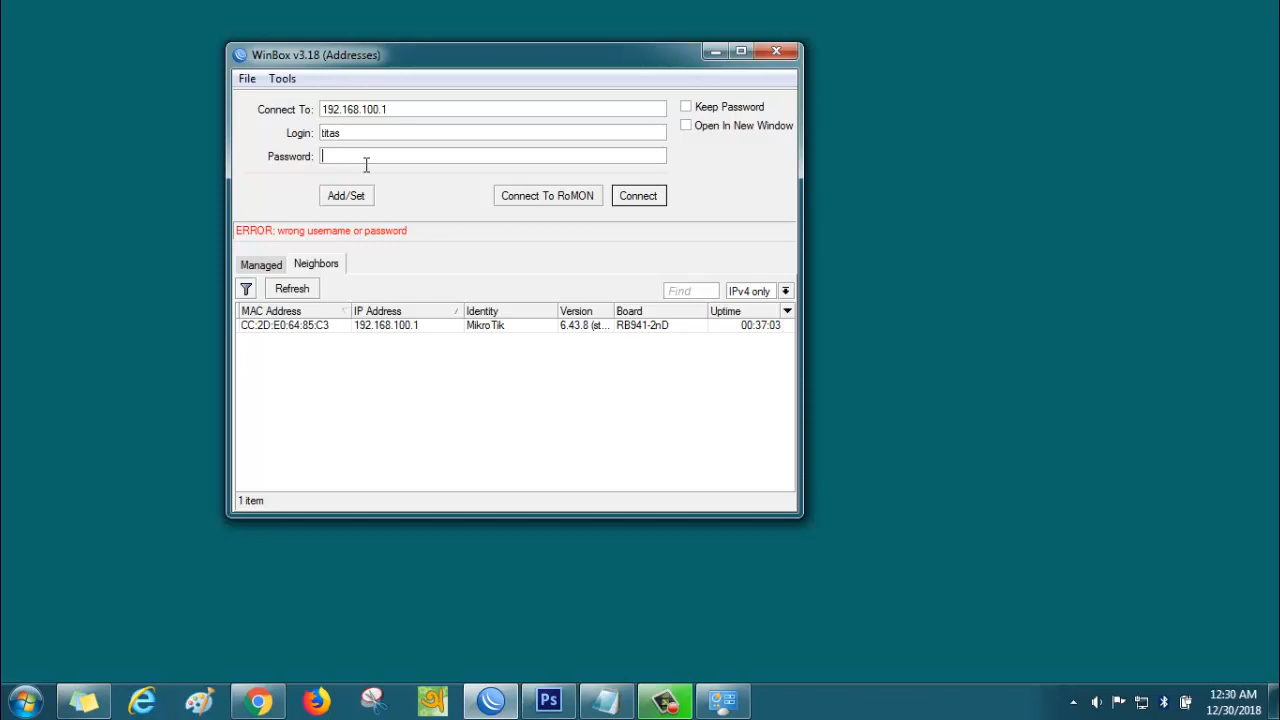 WinBox v3.18 (Addresses)
File Tools
Connect To: 192.168.100.1
Keep Password
Login: titas
Open In New Window
Password:
Add/Set Connect To RoMON Connect
ERROR: wrong username or password
Managed Neighbors
Refresh Find IPv4 only
MAC Address IP Address Identity Version Board Uptime
CC:2D:E0:64:85:C3 192.168.100.1 MikroTik 6.43.8 (st... RB941-2nD 00:37:03
1 item
Ps
12:30 AM
12/30/2018